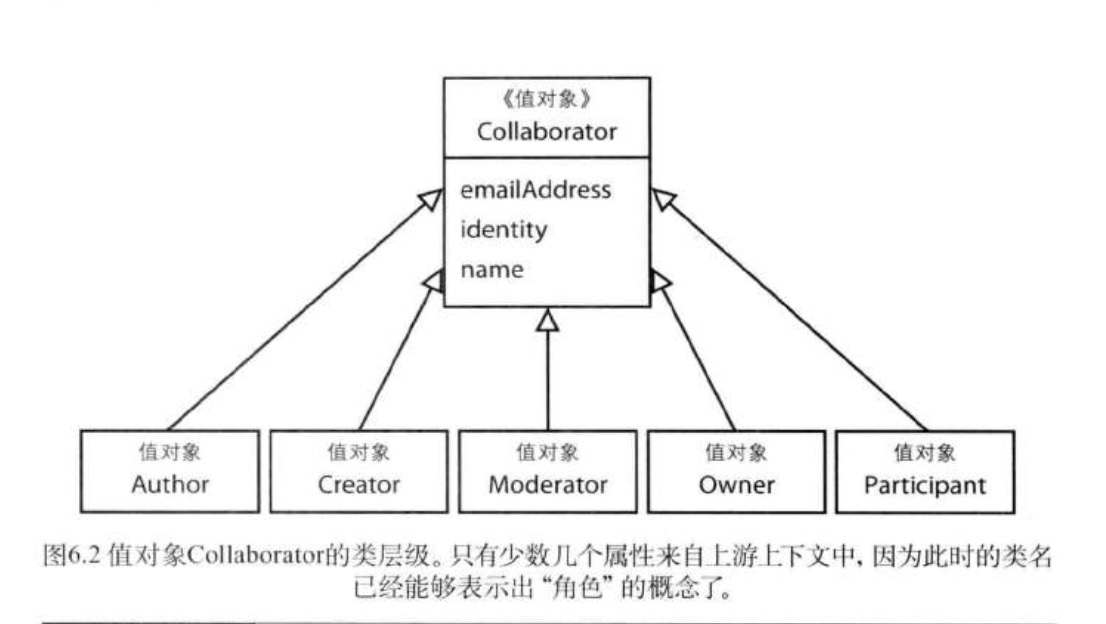 《值对象》
Collaborator
emailAddress
identity
name
值对象 值对象 值对象 值对象 值对象
Author Creator Moderator Owner Participant
图6.2 值对象Collaborator的类层级。只有少数几个属性来自上游上下文中，因为此时的类名
已经能够表示出“角色”的概念了。